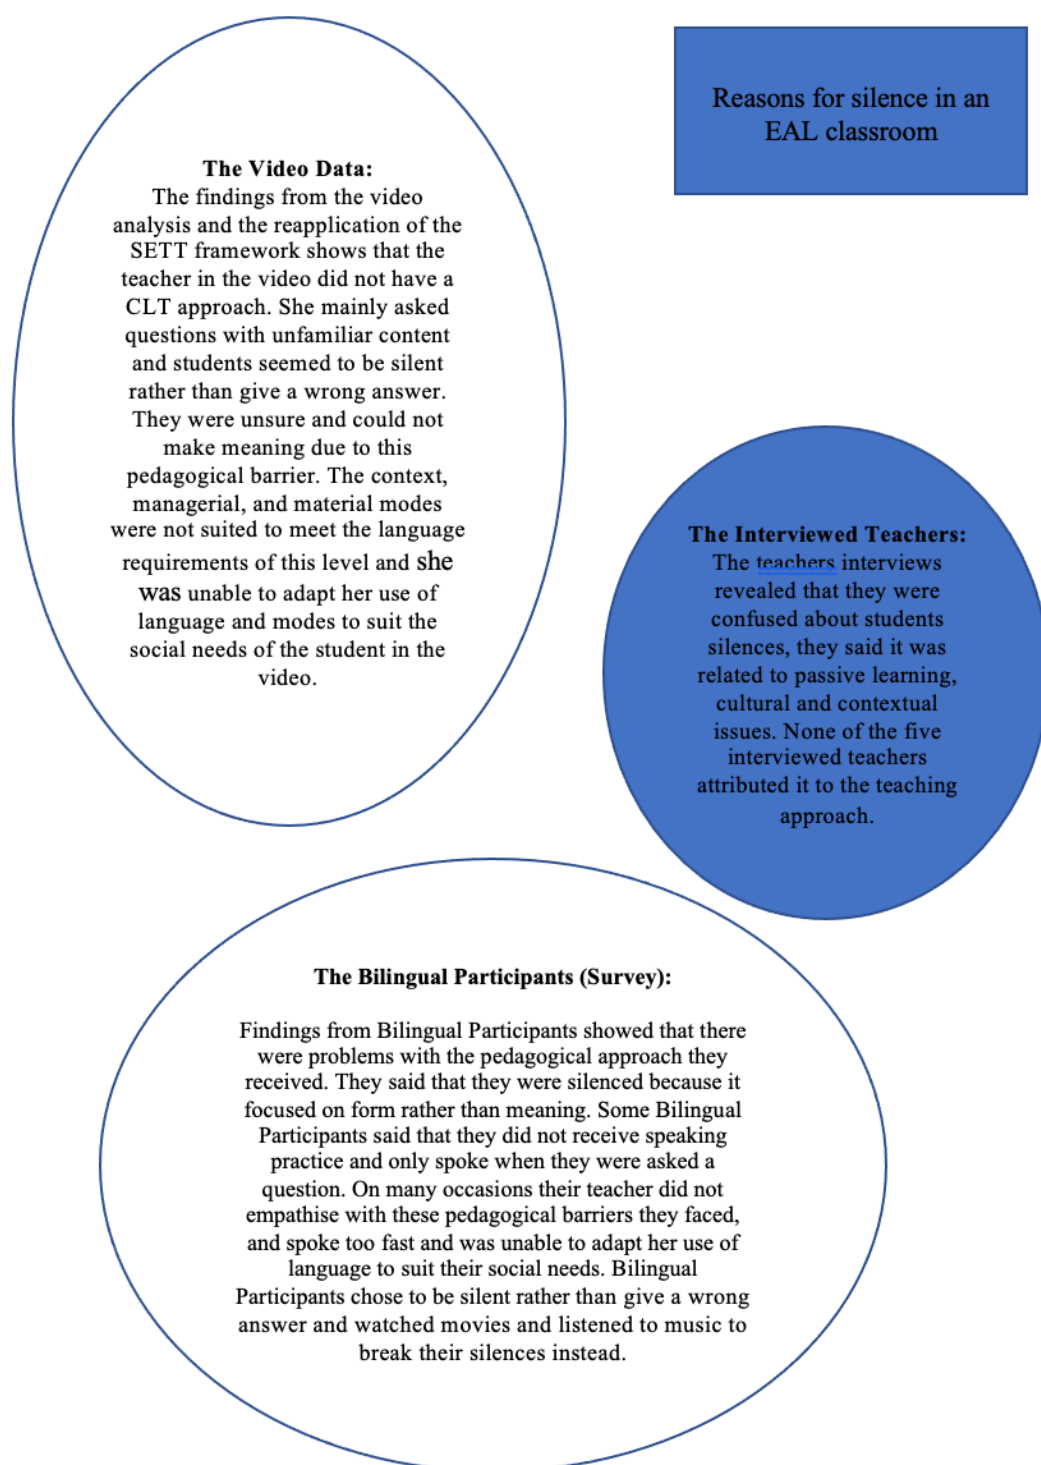 Reasons for silence in an
EAL classroom
The Video Data:
The findings from the video
analysis and the reapplication of the
SETT framework shows that the
teacher in the video did not have a
CLT approach. She mainly asked
questions with unfamiliar content
and students seemed to be silent
rather than give a wrong answer.
They were unsure and could not
make meaning due to this
pedagogical barrier. The context,
managerial, and material modes
were not suited to meet the language
requirements of this level and she
was unable to adapt her use of
language and modes to suit the
social needs of the student in the
video.
The Interviewed Teachers:
The teachers interviews
revealed that they were
confused about students
silences, they said it was
related to passive learning,
cultural and contextual
issues. None of the five
interviewed teachers
attributed it to the teaching
approach.
The Bilingual Participants (Survey):
Findings from Bilingual Participants showed that there
were problems with the pedagogical approach they
received. They said that they were silenced because it
focused on form rather than meaning. Some Bilingual
Participants said that they did not receive speaking
practice and only spoke when they were asked a
question. On many occasions their teacher did not
empathise with these pedagogical barriers they faced,
and spoke too fast and was unable to adapt her use of
language to suit their social needs. Bilingual
Participants chose to be silent rather than give a wrong
answer and watched movies and listened to music to
break their silences instead.